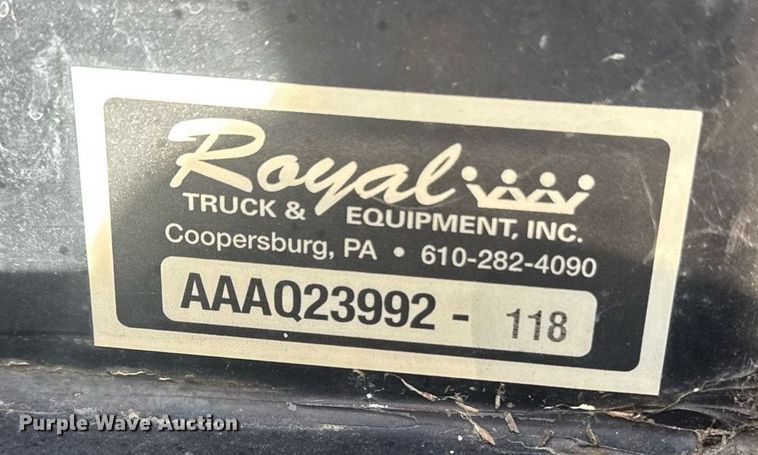 Royal
TRUCK & EQUIPMENT, INC.
Coopersburg, PA • 610-282-4090
AAAQ23992 - 118
Purple Wave Auction